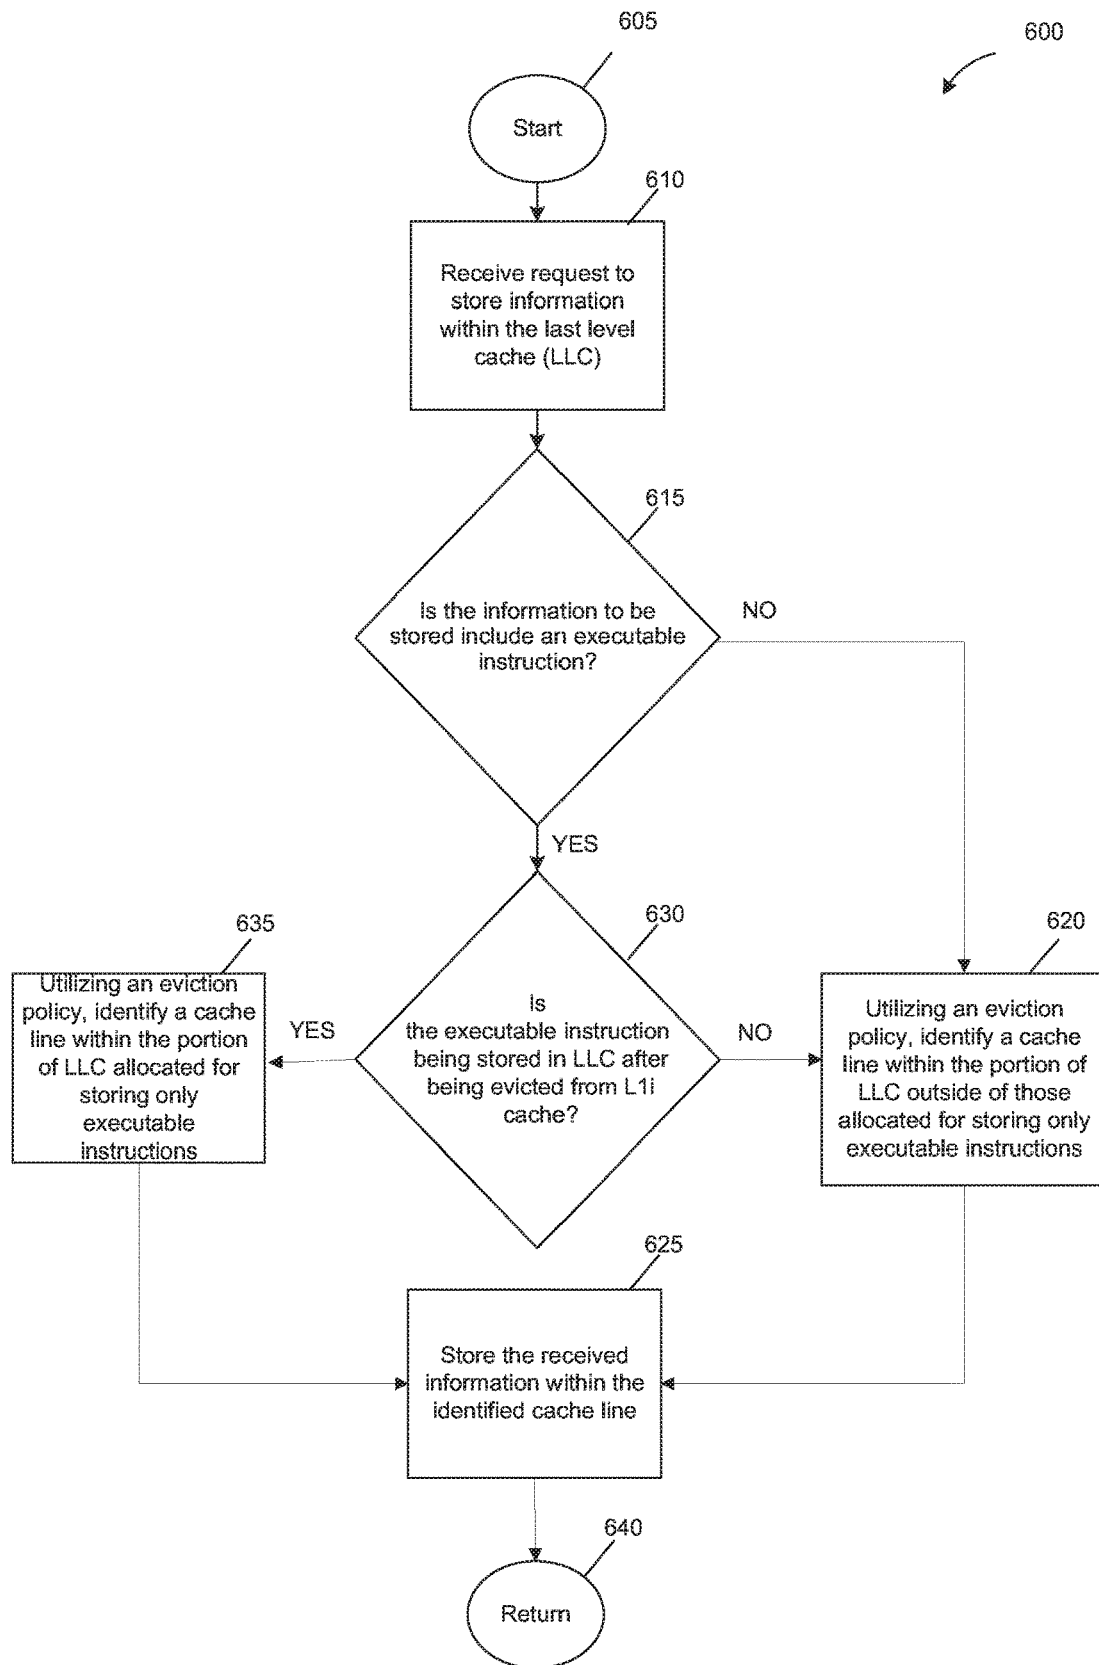 605
600
Start
610
Receive request to
store information
within the last level
cache (LLC)
615
Is the information to be
stored include an executable
instruction?
NO
YES
630
635
620
Utilizing an eviction
policy, identify a cache
line within the portion
of LLC allocated for
storing only
executable
instructions
YES
Is
the executable instruction
being stored in LLC after
being evicted from L1i
cache?
NO
Utilizing an eviction
policy, identify a cache
line within the portion of
LLC outside of those
allocated for storing only
executable instructions
625
Store the received
information within the
identified cache line
640
Return